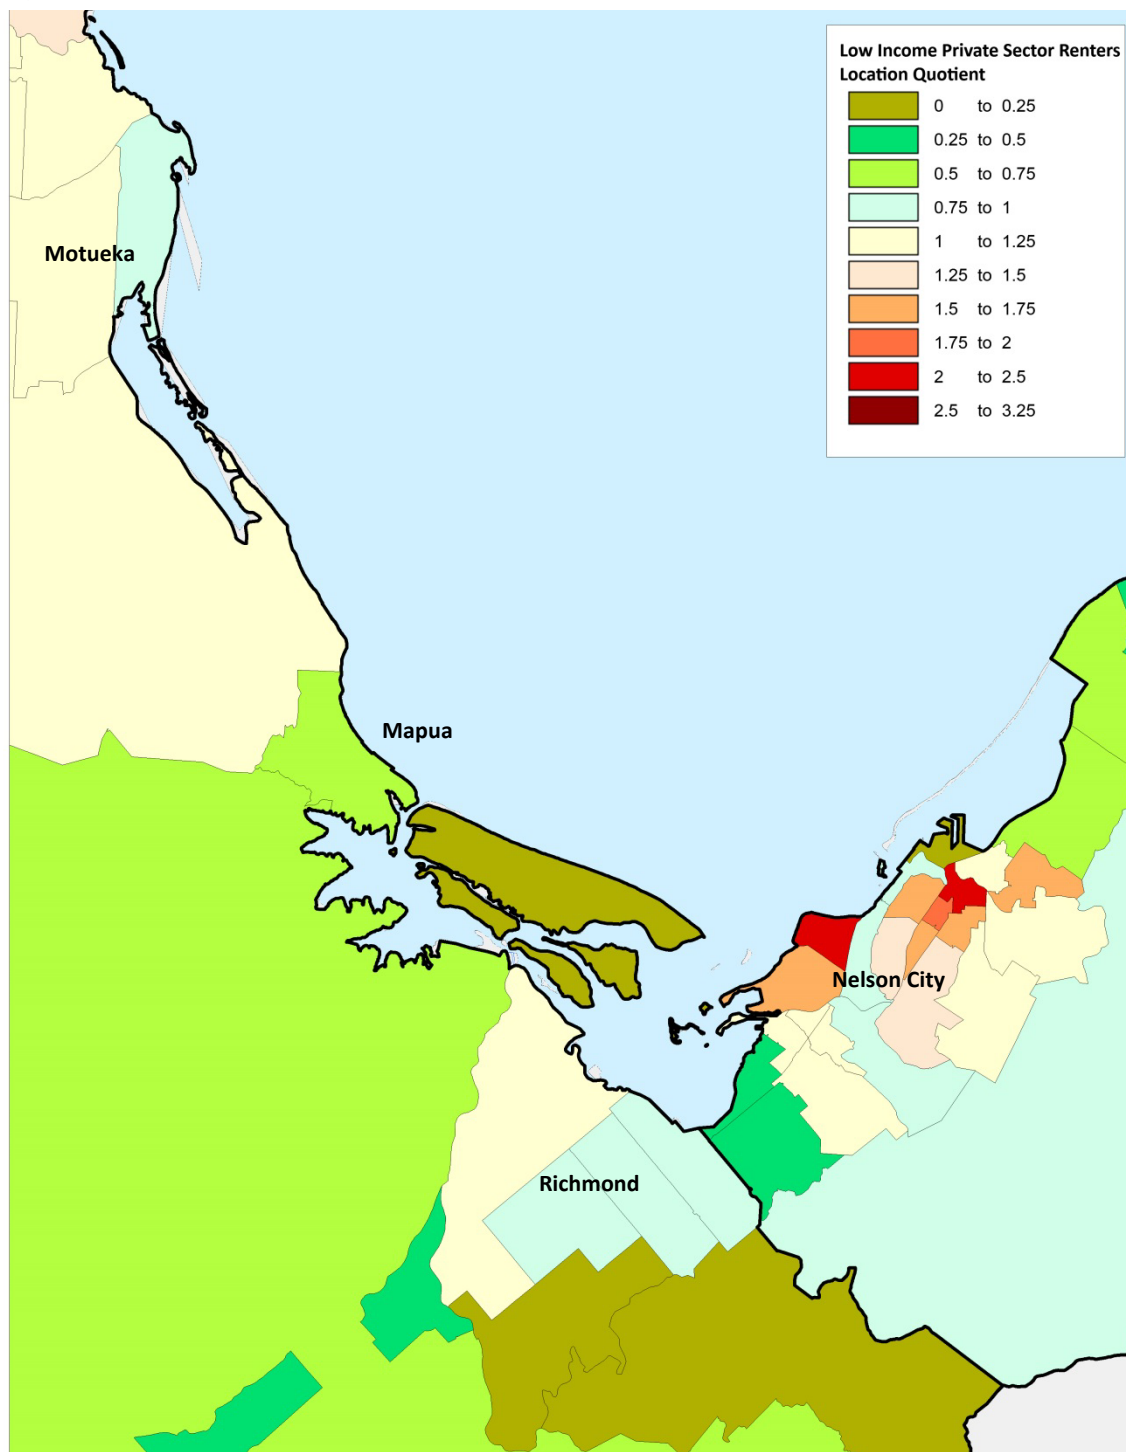 Low Income Private Sector Renters
Location Quotient
0 to 0.25
0.25 to 0.5
0.5 to 0.75
0.75 to 1
1 to 1.25
1.25 to 1.5
1.5 to 1.75
1.75 to 2
2 to 2.5
2.5 to 3.25
Motueka
Mapua
Nelson City
Richmond